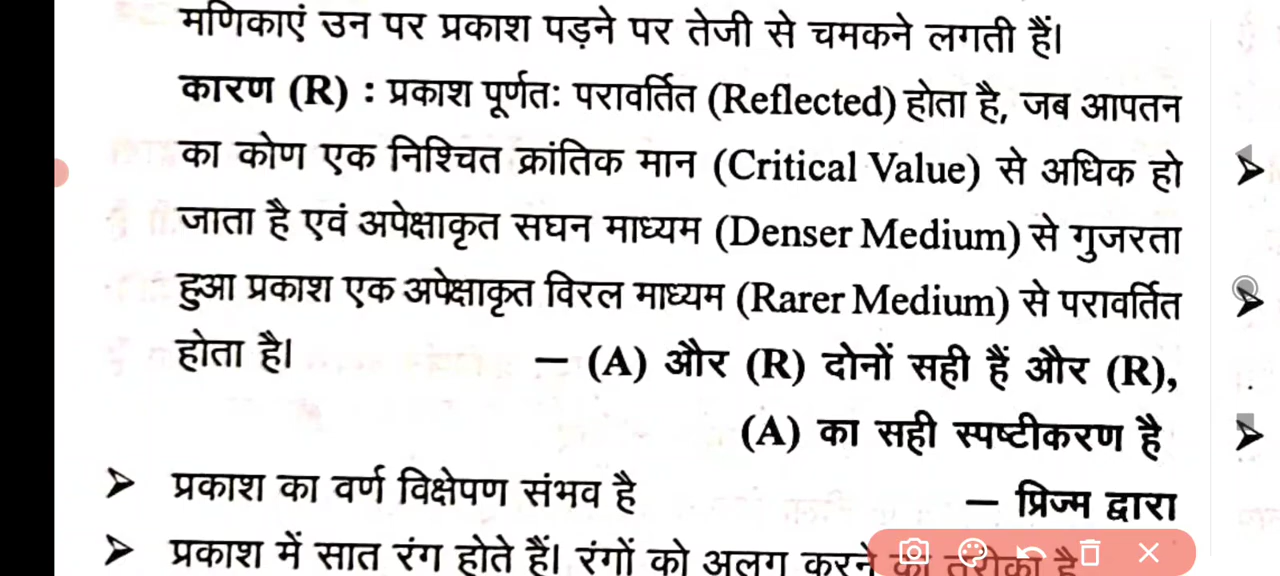 मणिकाएं उन पर प्रकाश पड़ने पर तेजी से चमकने लगती हैं।
कारण (R) : प्रकाश पूर्णतः परावर्तित (Reflected) होता है, जब आपतन
का कोण एक निश्चित क्रांतिक मान (Critical Value) से अधिक हो
जाता है एवं अपेक्षाकृत सघन माध्यम (Denser Medium) से गुजरता
हुआ प्रकाश एक अपेक्षाकृत विरल माध्यम (Rarer Medium) से परावर्तित
होता है। – (A) और (R) दोनों सही हैं और (R),
(A) का सही स्पष्टीकरण है
➤ प्रकाश का वर्ण विक्षेपण संभव है – प्रिज्म द्वारा
➤ प्रकाश में सात रंग होते हैं। रंगों को अलग करने का तरीका है